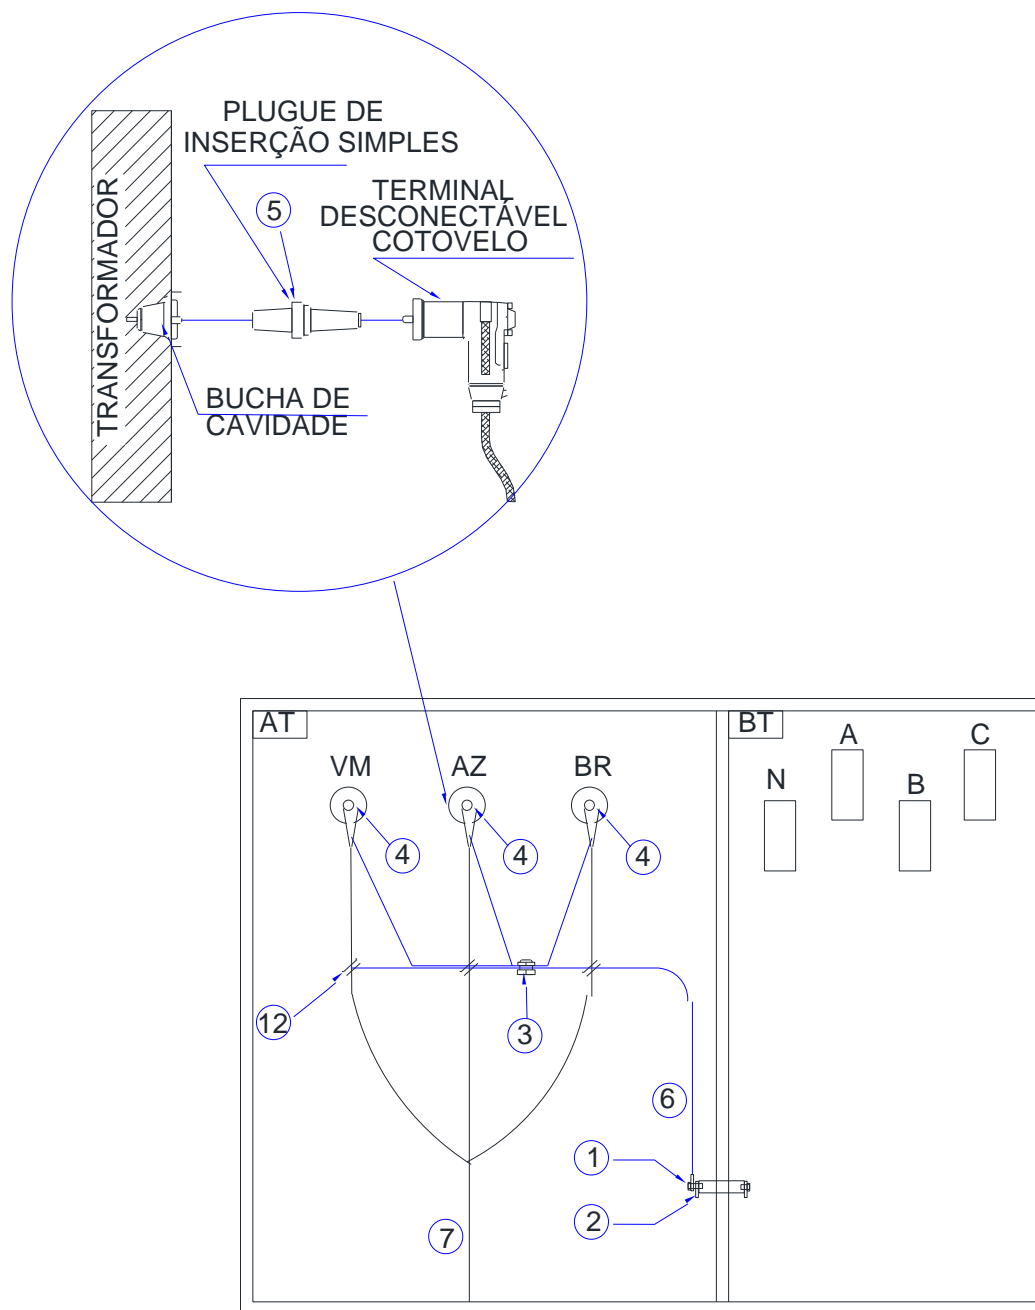 PLUGUE DE
INSERÇÃO SIMPLES
5
TERMINAL
DESCONECTÁVEL
COTOVELO
TRANSFORMADOR
BUCHA DE
CAVIDADE
AT
BT
VM
AZ
BR
N
A
B
C
4
4
4
12
3
6
1
2
7